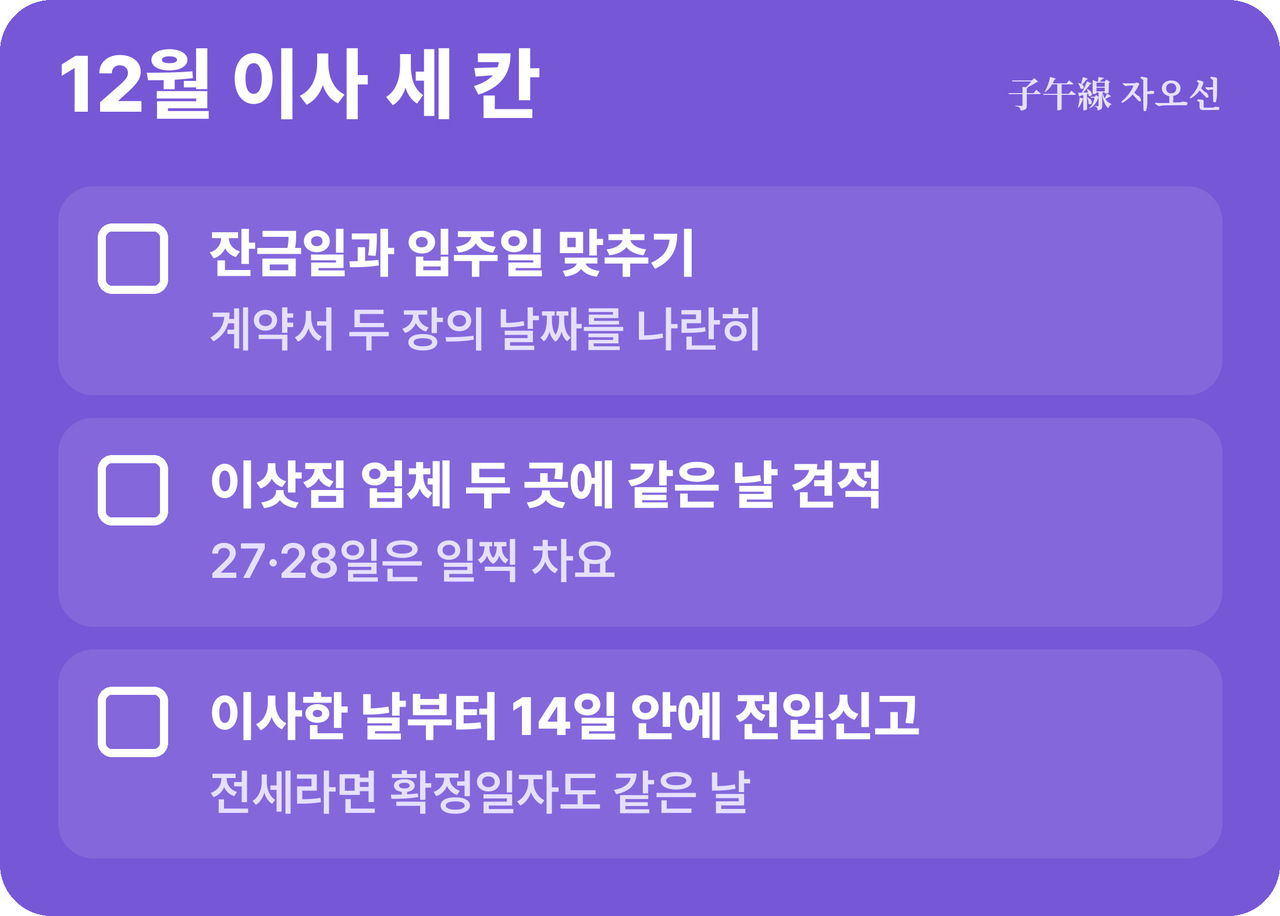 12월 이사 세 칸
子午線 자오선
잔금일과 입주일 맞추기
계약서 두 장의 날짜를 나란히
이삿짐 업체 두 곳에 같은 날 견적
27·28일은 일찍 차요
이사한 날부터 14일 안에 전입신고
전세라면 확정일자도 같은 날